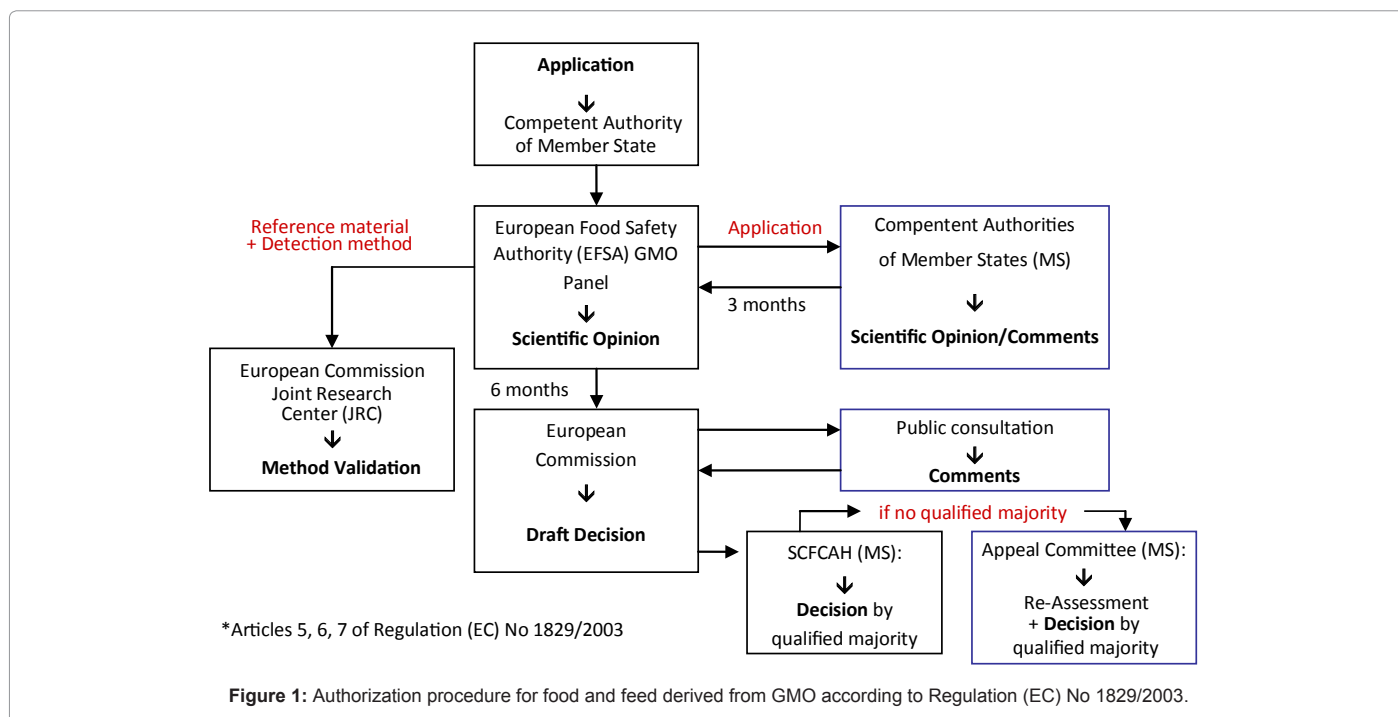 Application
↓
Competent Authority
of Member State
Reference material
+ Detection method
European Food Safety
Authority (EFSA) GMO
Panel
↓
Scientific Opinion
Application
3 months
Compentent Authorities
of Member States (MS)
↓
Scientific Opinion/Comments
European Commission
Joint Research
Center (JRC)
↓
Method Validation
6 months
European
Commission
↓
Draft Decision
Public consultation
↓
Comments
if no qualified majority
SCFCAH (MS):
↓
Decision by
qualified majority
Appeal Committee (MS):
↓
Re-Assessment
+ Decision by
qualified majority
*Articles 5, 6, 7 of Regulation (EC) No 1829/2003
Figure 1: Authorization procedure for food and feed derived from GMO according to Regulation (EC) No 1829/2003.